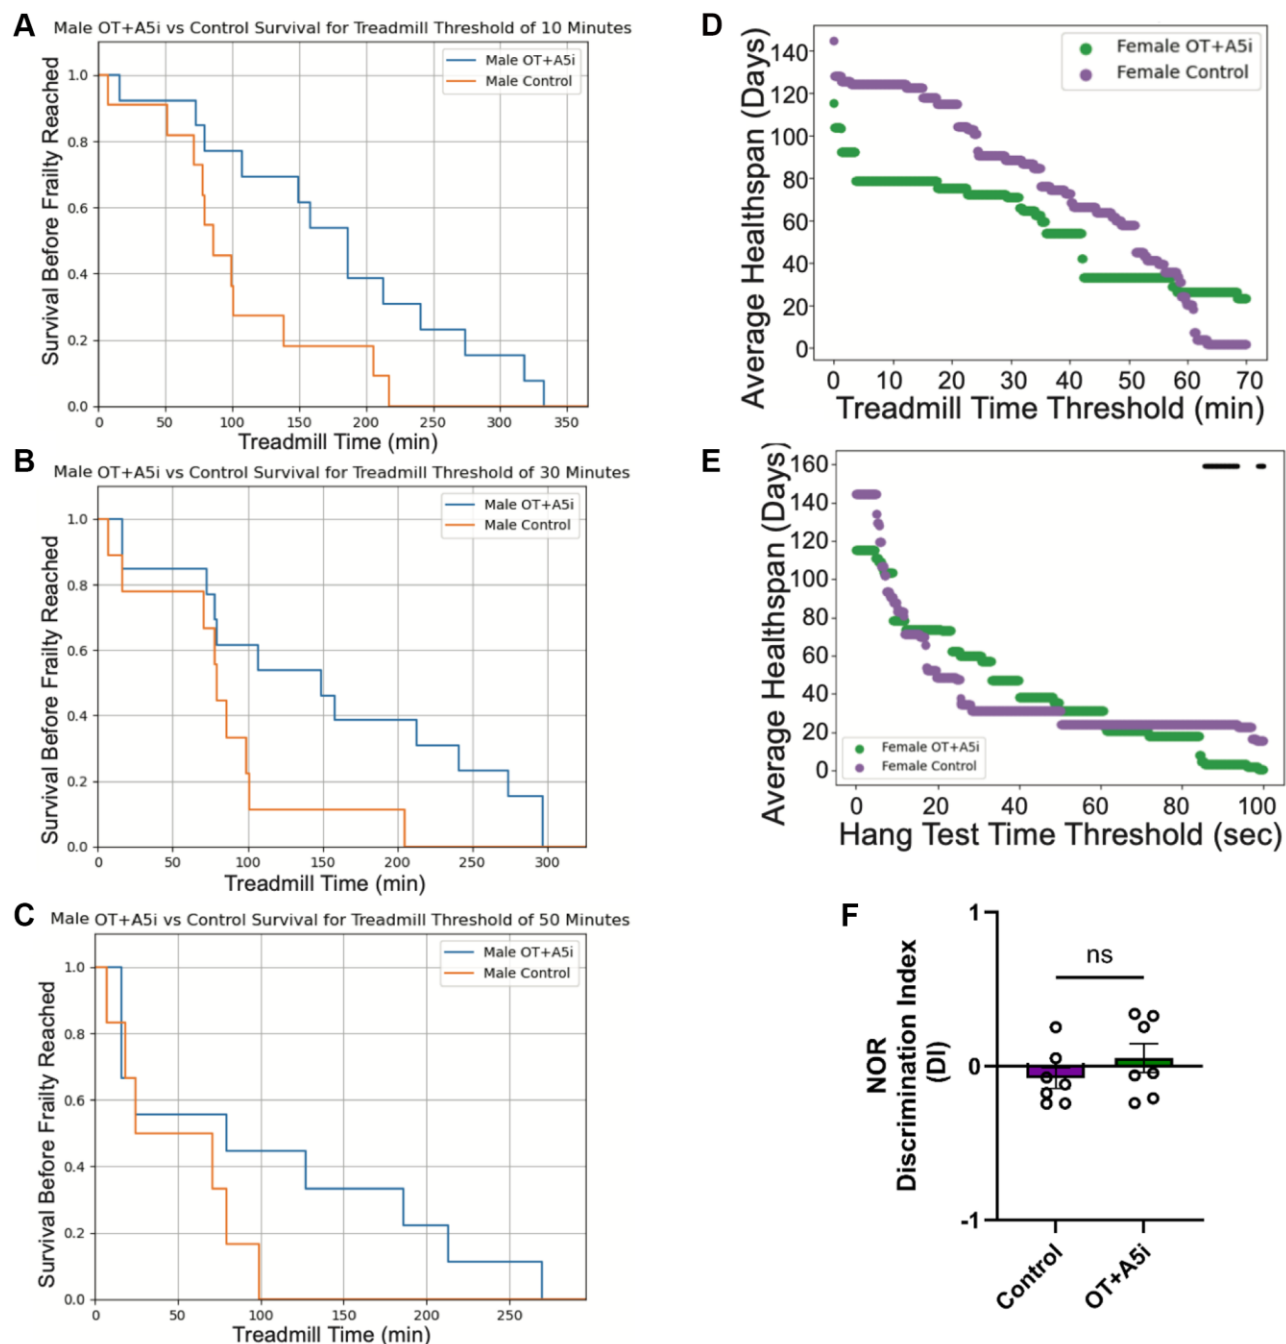 A
Male OT+A5i vs Control Survival for Treadmill Threshold of 10 Minutes
Male OT+A5i
Male Control
Survival Before Frailty Reached
1.0
0.8
0.6
0.4
0.2
0.0
0 50 100 150 200 250 300 350
Treadmill Time (min)
B
Male OT+A5i vs Control Survival for Treadmill Threshold of 30 Minutes
Male OT+A5i
Male Control
Survival Before Frailty Reached
1.0
0.8
0.6
0.4
0.2
0.0
0 50 100 150 200 250 300
Treadmill Time (min)
C
Male OT+A5i vs Control Survival for Treadmill Threshold of 50 Minutes
Male OT+A5i
Male Control
Survival Before Frailty Reached
1.0
0.8
0.6
0.4
0.2
0.0
0 50 100 150 200 250
Treadmill Time (min)
D
Female OT+A5i
Female Control
Average Healthspan (Days)
140
120
100
80
60
40
20
0
0 10 20 30 40 50 60 70
Treadmill Time Threshold (min)
E
Female OT+A5i
Female Control
Average Healthspan (Days)
160
140
120
100
80
60
40
20
0
0 20 40 60 80 100
Hang Test Time Threshold (sec)
F
NOR
Discrimination Index
(DI)
1
0
-1
ns
Control
OT+A5i